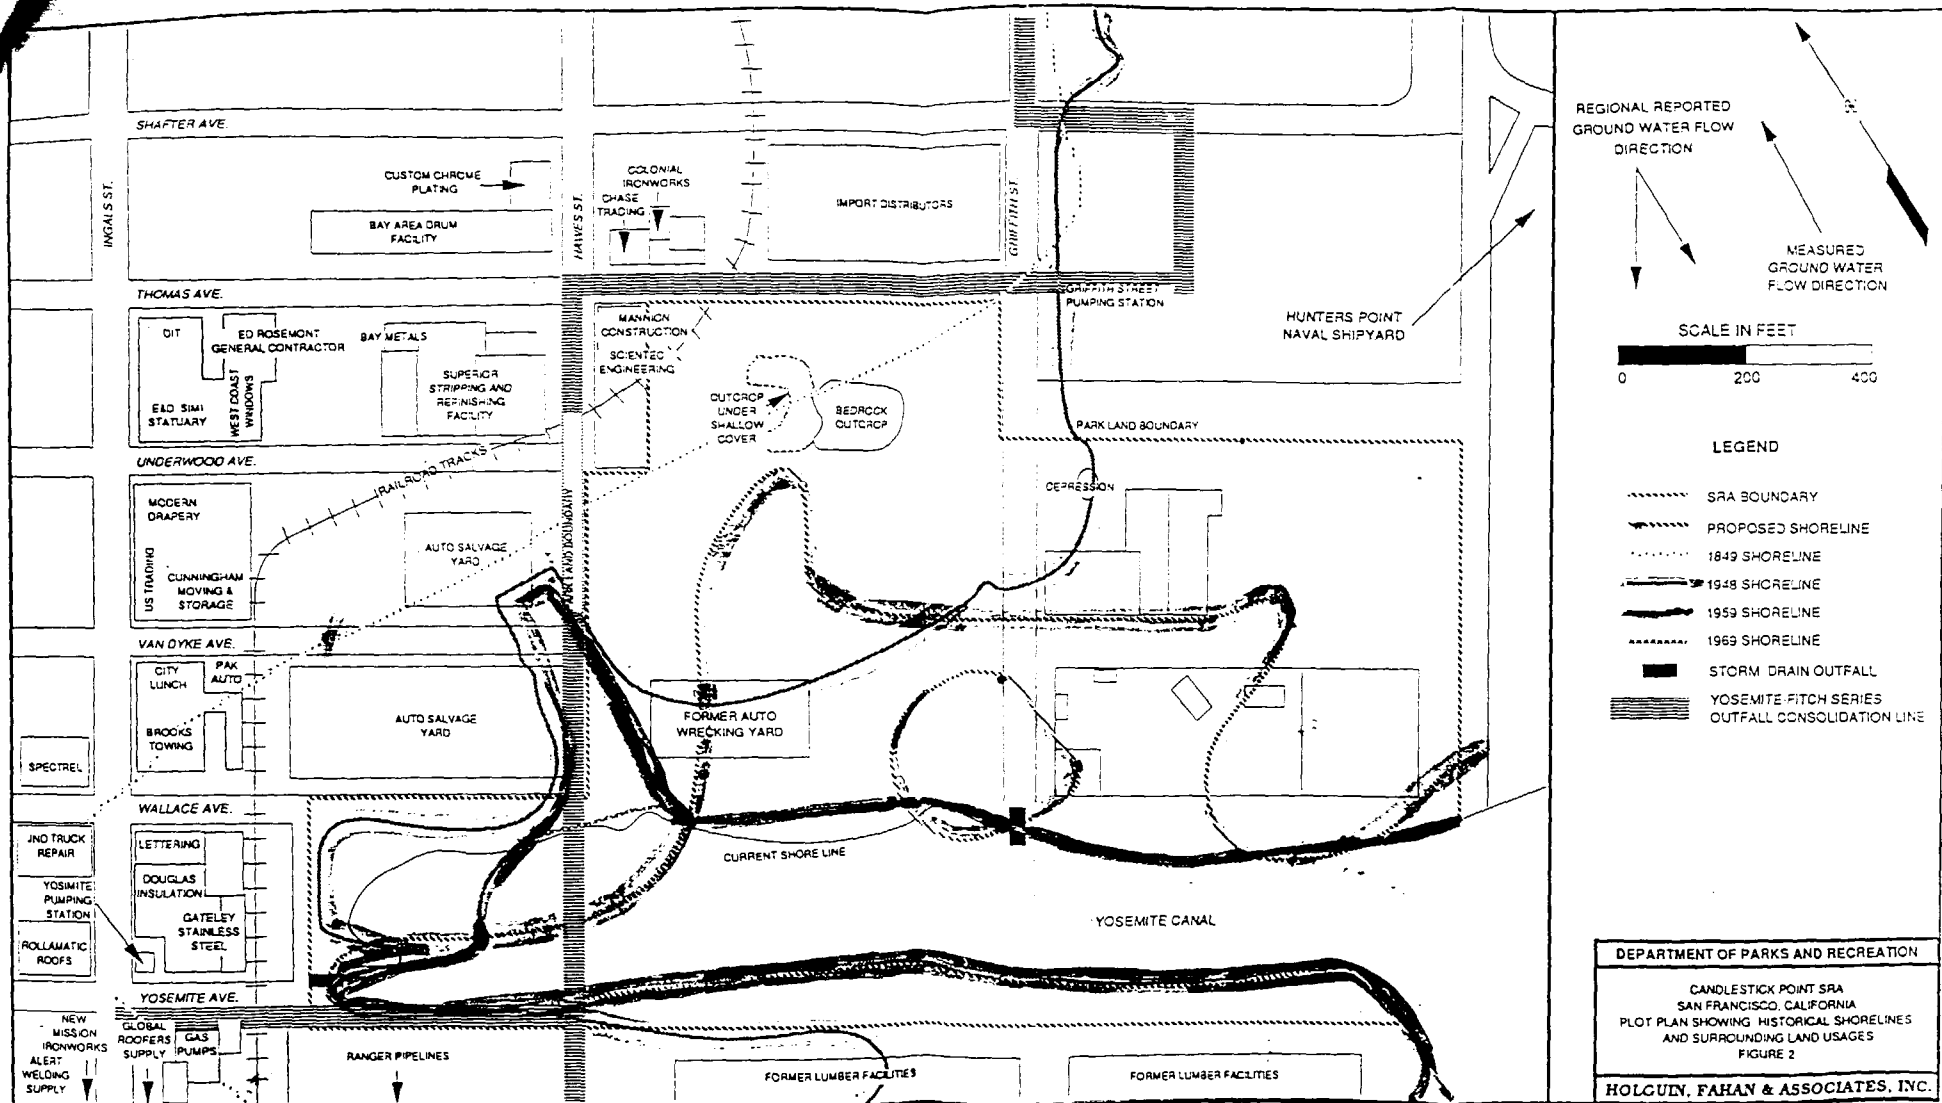 SHAFTER AVE.
INGALS ST.
CUSTOM CHROME
PLATING
BAY AREA DRUM
FACILITY
HAWES ST.
COLONIAL
IRONWORKS
CHASE
TRADING
IMPORT DISTRIBUTORS
GRIFFITH ST.
THOMAS AVE.
GRIFFITH STREET
PUMPING STATION
HUNTERS POINT
NAVAL SHIPYARD
DIT
ED ROSEMONT
GENERAL CONTRACTOR
BAY METALS
SUPERIOR
STRIPPING AND
REFINISHING
FACILITY
E&D SIMI
STATUARY
WEST COAST
WINDOWS
MANNION
CONSTRUCTION
SCIENTEC
ENGINEERING
OUTCROP
UNDER
SHALLOW
COVER
BEDROCK
OUTCROP
PARK LAND BOUNDARY
UNDERWOOD AVE.
RAILROAD TRACKS
DEPRESSION
MODERN
DRAPERY
US TRADING
CUNNINGHAM
MOVING &
STORAGE
AUTO SALVAGE
YARD
PARK LAND BOUNDARY
VAN DYKE AVE.
CITY
LUNCH
PAK
AUTO
BROOKS
TOWING
AUTO SALVAGE
YARD
FORMER AUTO
WRECKING YARD
SPECTREL
WALLACE AVE.
JND TRUCK
REPAIR
LETTERING
DOUGLAS
INSULATION
YOSIMITE
PUMPING
STATION
GATELEY
STAINLESS
STEEL
ROLLAMATIC
ROOFS
CURRENT SHORE LINE
YOSEMITE CANAL
YOSEMITE AVE.
NEW
MISSION
IRONWORKS
ALERT
WELDING
SUPPLY
GLOBAL
ROOFERS
SUPPLY
GAS
PUMPS
RANGER PIPELINES
FORMER LUMBER FACILITIES
FORMER LUMBER FACILITIES
REGIONAL REPORTED
GROUND WATER FLOW
DIRECTION
MEASURED
GROUND WATER
FLOW DIRECTION
SCALE IN FEET
0 200 400
LEGEND
SRA BOUNDARY
PROPOSED SHORELINE
1849 SHORELINE
1948 SHORELINE
1959 SHORELINE
1969 SHORELINE
STORM DRAIN OUTFALL
YOSEMITE-FITCH SERIES
OUTFALL CONSOLIDATION LINE
DEPARTMENT OF PARKS AND RECREATION
CANDLESTICK POINT SRA
SAN FRANCISCO, CALIFORNIA
PLOT PLAN SHOWING HISTORICAL SHORELINES
AND SURROUNDING LAND USAGES
FIGURE 2
HOLGUIN, FAHAN & ASSOCIATES, INC.